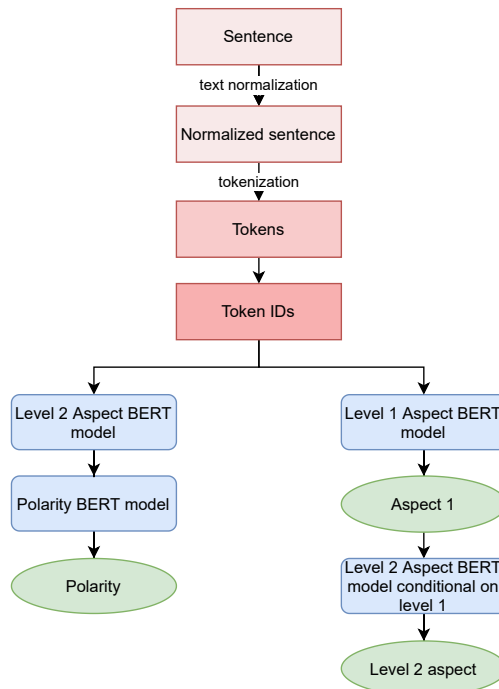 Sentence
text normalization
Normalized sentence
tokenization
Tokens
Token IDs
Level 2 Aspect BERT
model
Polarity BERT model
Polarity
Level 1 Aspect BERT
model
Aspect 1
Level 2 Aspect BERT
model conditional on
level 1
Level 2 aspect